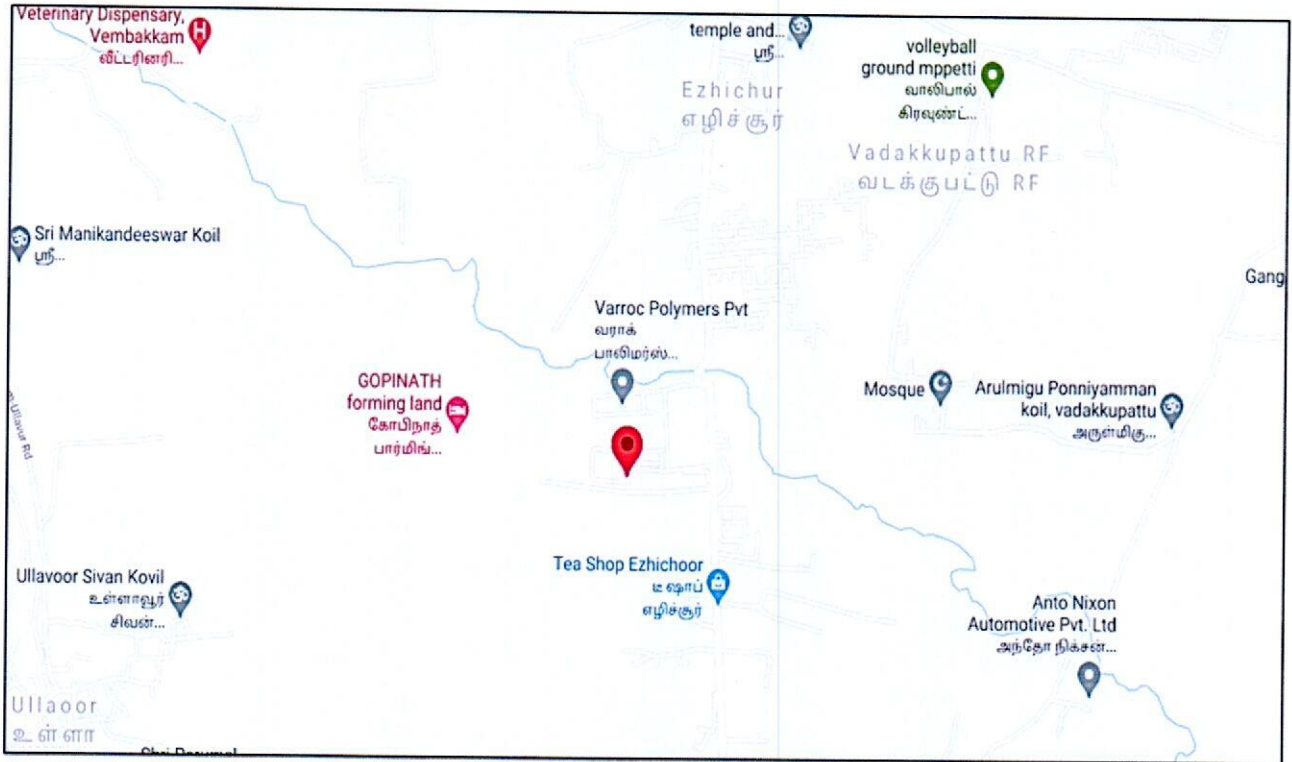 Veterinary Dispensary,
Vembakkam
வீட்டரினரி...
temple and...
ஸ்ரீ...
volleyball
ground mppetti
வாலிபால்
கிரவுண்ட்...
Ezhichur
எழிச்சூர்
Vadakkupattu RF
வடக்குபட்டு RF
Sri Manikandeeswar Koil
ஸ்ரீ...
Gang
Varroc Polymers Pvt
வராக்
பாலிமர்ஸ்...
GOPINATH
forming land
கோபிநாத்
பார்மிங்...
Mosque
Arulmigu Ponniyamman
koil, vadakkupattu
அருள்மிகு...
m Ullavur Rd
Tea Shop Ezhichoor
டீ ஷாப்
எழிச்சூர்
Ullavoor Sivan Kovil
உள்ளாவூர்
சிவன்...
Anto Nixon
Automotive Pvt. Ltd
அந்தோ நிக்சன்...
Ullaoor
உள்ளா